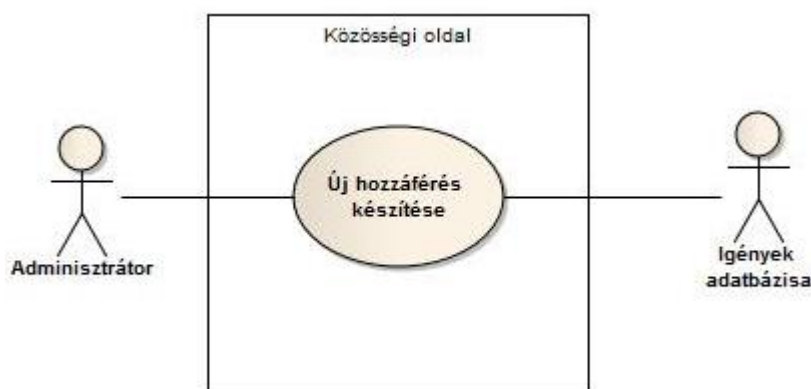 Közösségi oldal
Új hozzáférés
készítése
Adminisztrátor
Igények
adatbázisa